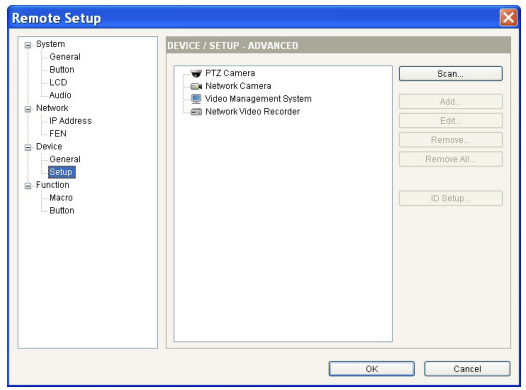 Remote Setup
System
General
Button
LCD
Audio
Network
IP Address
FEN
Device
General
Setup
Function
Macro
Button
DEVICE / SETUP - ADVANCED
PTZ Camera
Network Camera
Video Management System
Network Video Recorder
Scan...
Add...
Edit...
Remove...
Remove All...
ID Setup...
OK
Cancel